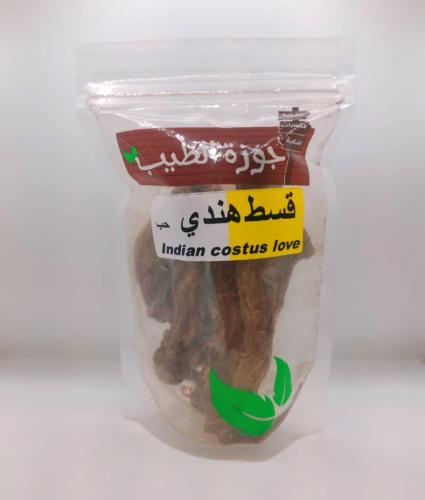 جوزة الطيب
قسط هندي حب
Indian costus love